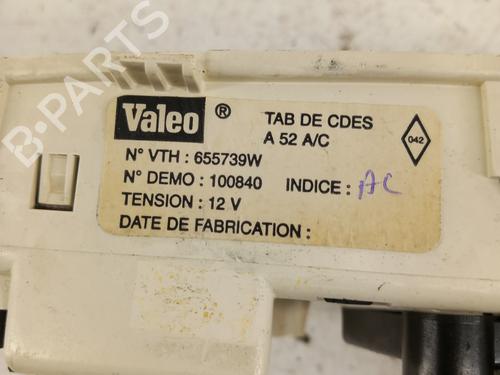 B-PARTS
Valeo ®
TAB DE CDES
A 52 A/C
042
N° VTH : 655739W
N° DEMO : 100840 INDICE : AC
TENSION : 12 V
DATE DE FABRICATION :